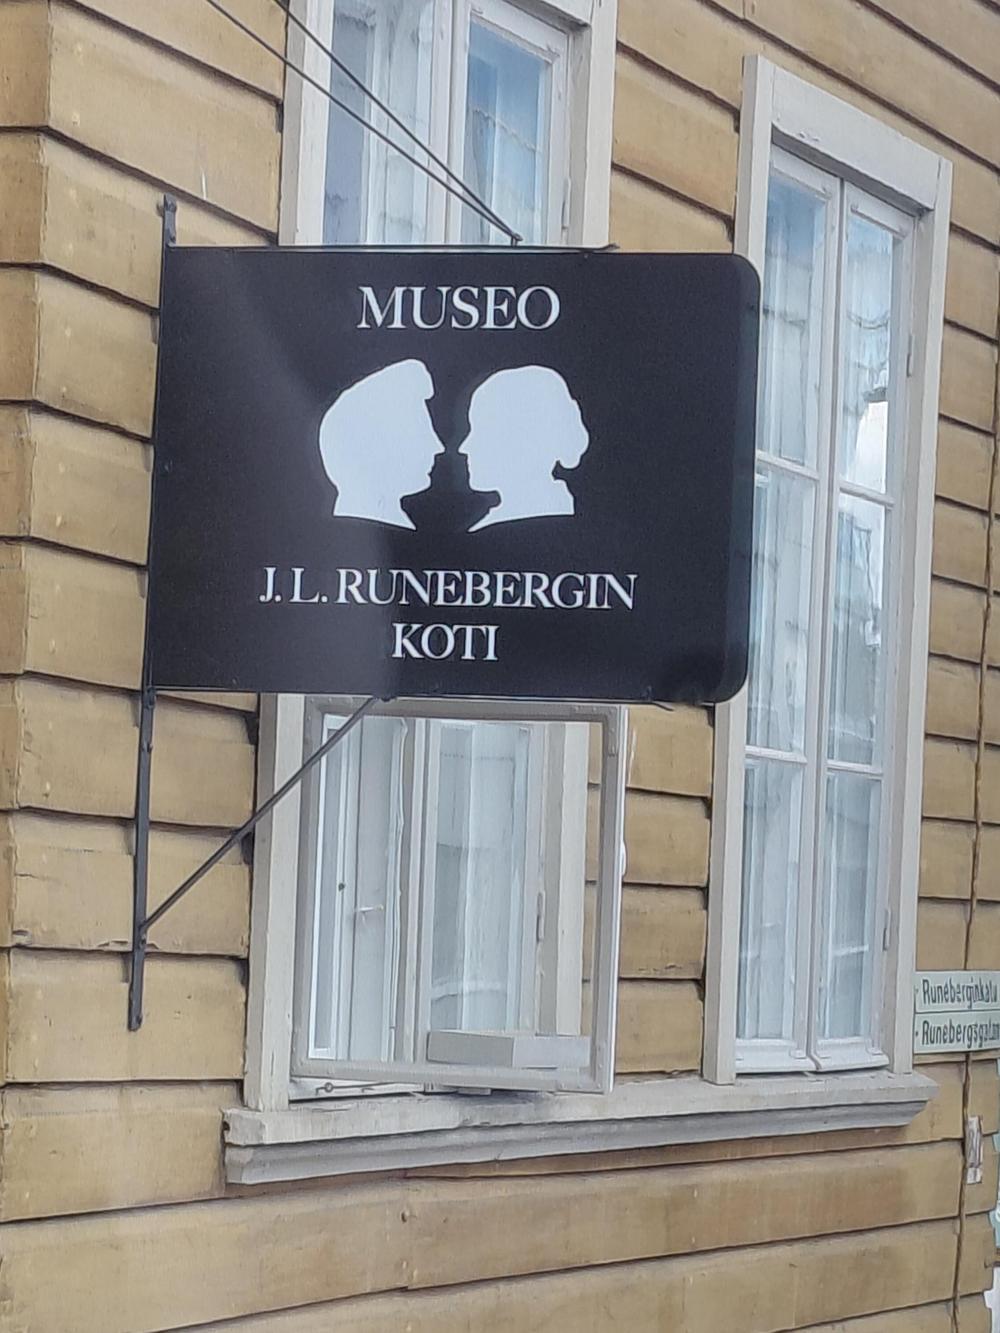 MUSEO
J. L. RUNEBERGIN
KOTI
Runeberginkatu
Runebergsgatan